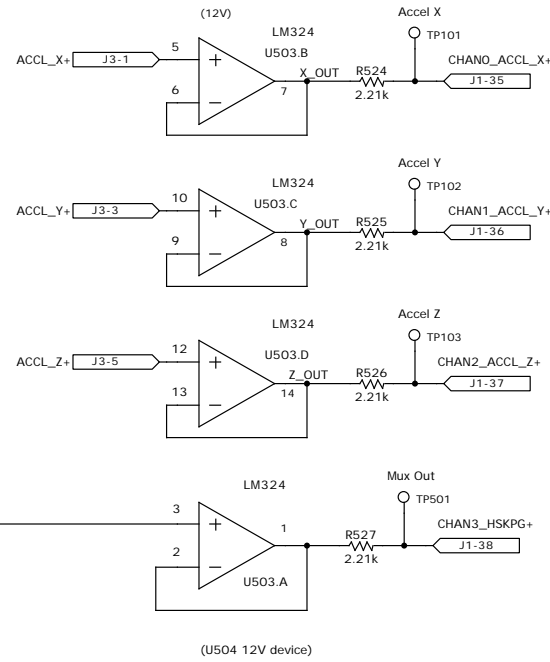 (12V)
LM324
Accel X
TP101
ACCL_X+ J3-1
5
6
U503.B
7
X_OUT
R524
2.21k
CHAN0_ACCL_X+
J1-35
LM324
Accel Y
TP102
ACCL_Y+ J3-3
10
9
U503.C
8
Y_OUT
R525
2.21k
CHAN1_ACCL_Y+
J1-36
LM324
Accel Z
TP103
ACCL_Z+ J3-5
12
13
U503.D
14
Z_OUT
R526
2.21k
CHAN2_ACCL_Z+
J1-37
LM324
Mux Out
TP501
3
2
1
U503.A
R527
2.21k
CHAN3_HSKPG+
J1-38
(U504 12V device)